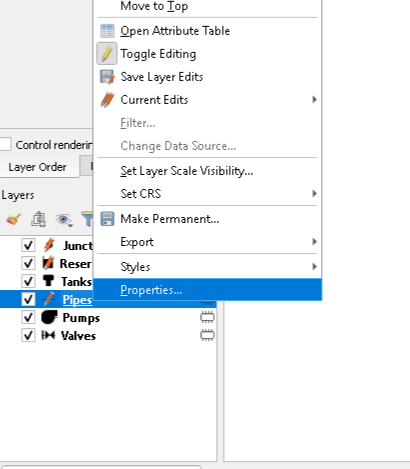 Move to Top
Open Attribute Table
Toggle Editing
Save Layer Edits
Current Edits
Filter...
Change Data Source...
Control renderin
Layer Order
Set Layer Scale Visibility...
Layers
Set CRS
Make Permanent...
Export
Junct
Reser
Styles
Tanks
Properties...
Pipes
Pumps
Valves